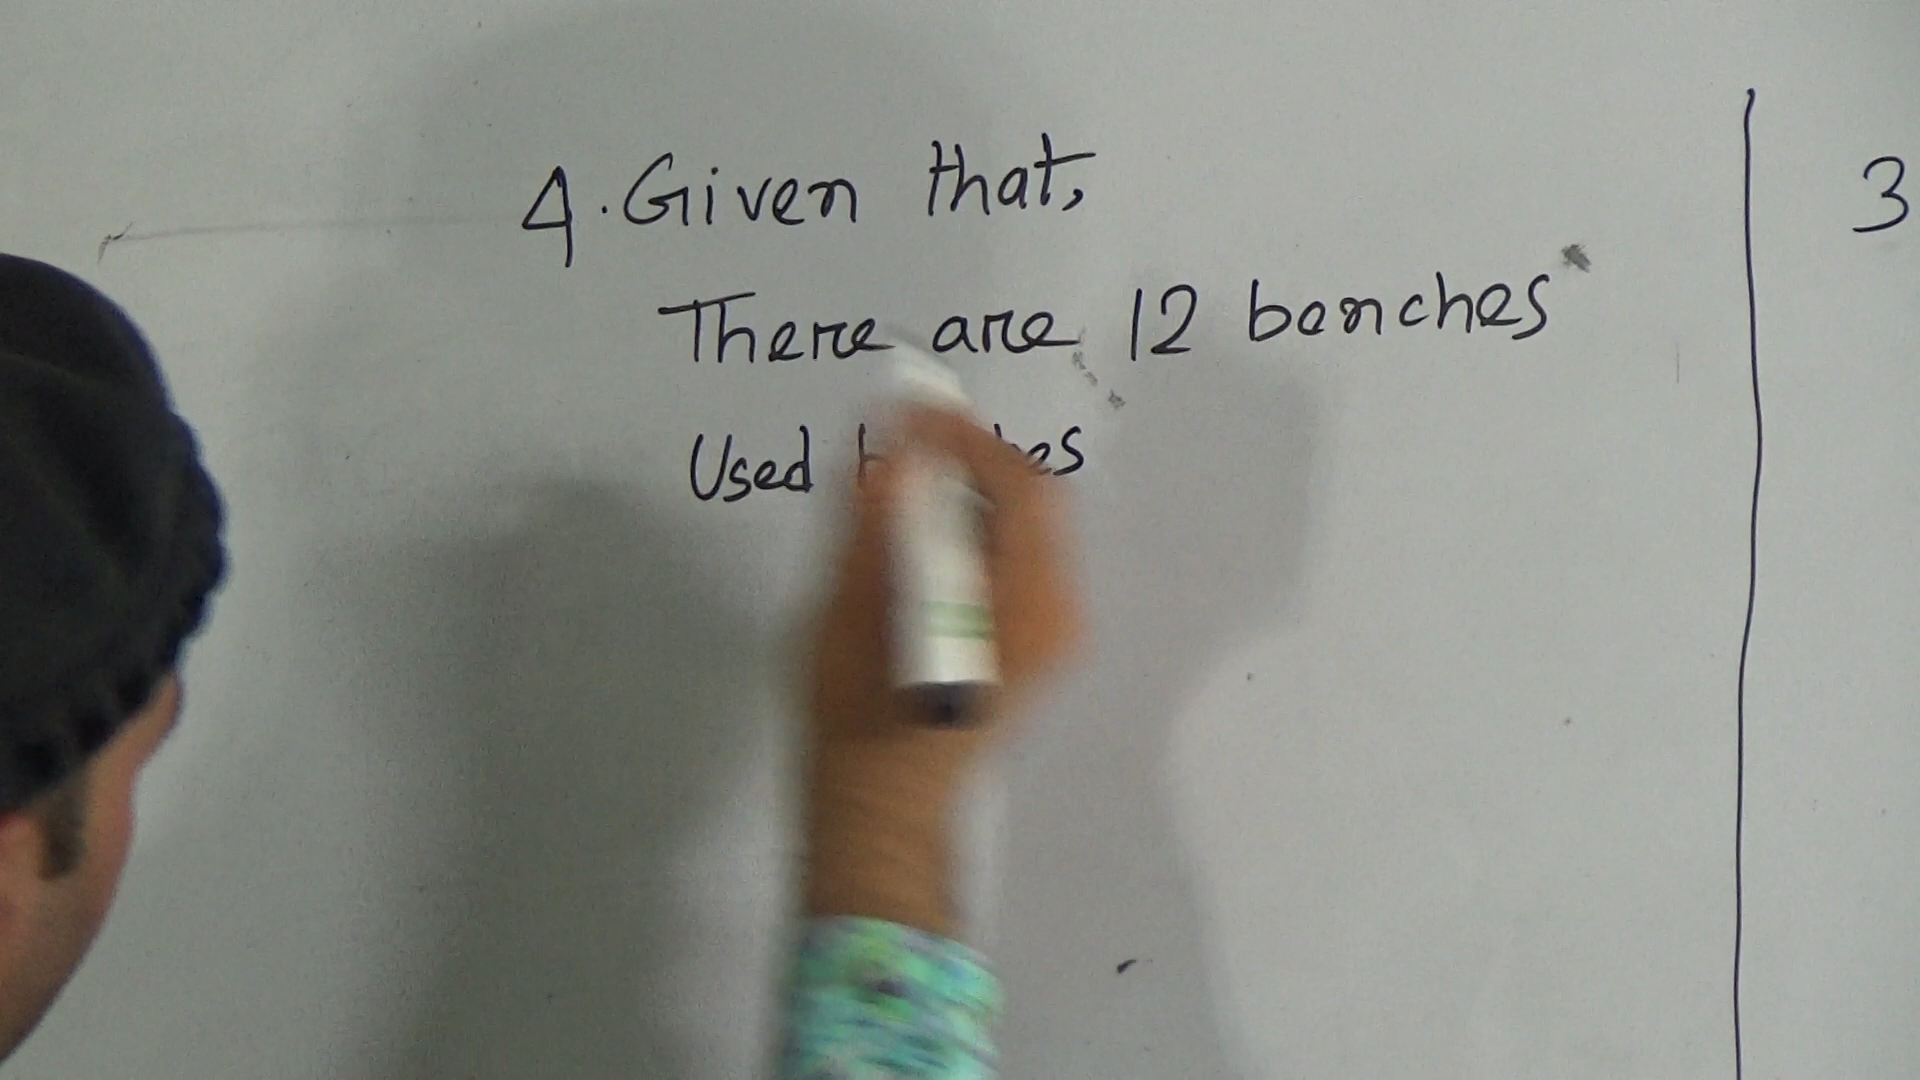 4. Given that,
There are 12 benches
Used
3